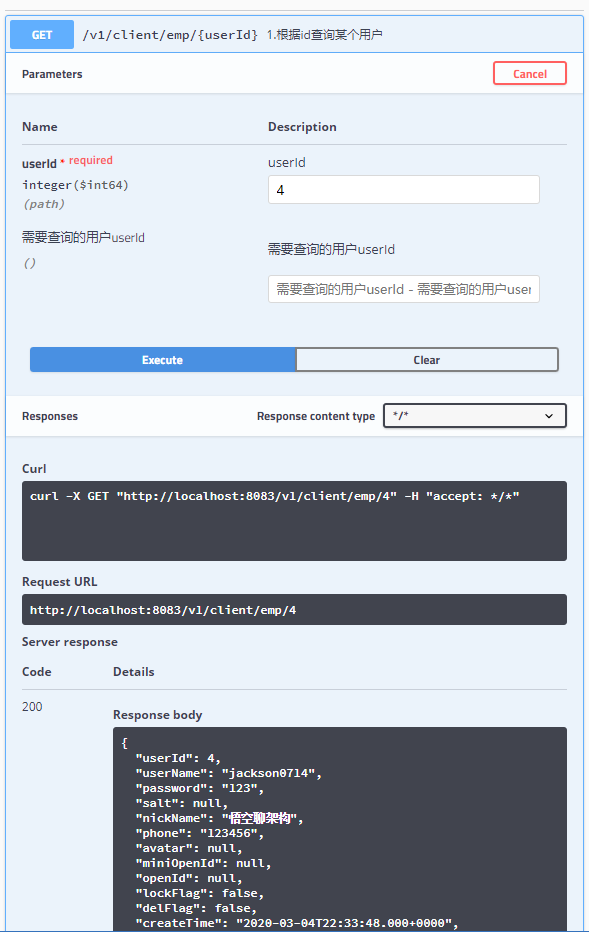 GET /v1/client/emp/{userId} 1.根据id查询某个用户
Parameters Cancel
Name Description
userId * required userId
integer($int64)
4
(path)
需要查询的用户userId
需要查询的用户userId
()
需要查询的用户userId - 需要查询的用户user
Execute Clear
Responses Response content type */*
Curl
curl -X GET "http://localhost:8083/v1/client/emp/4" -H "accept: */*"
Request URL
http://localhost:8083/v1/client/emp/4
Server response
Code Details
200
Response body
{
"userId": 4,
"userName": "jackson0714",
"password": "123",
"salt": null,
"nickName": "悟空聊架构",
"phone": "123456",
"avatar": null,
"miniOpenId": null,
"openId": null,
"lockFlag": false,
"delFlag": false,
"createTime": "2020-03-04T22:33:48.000+0000",